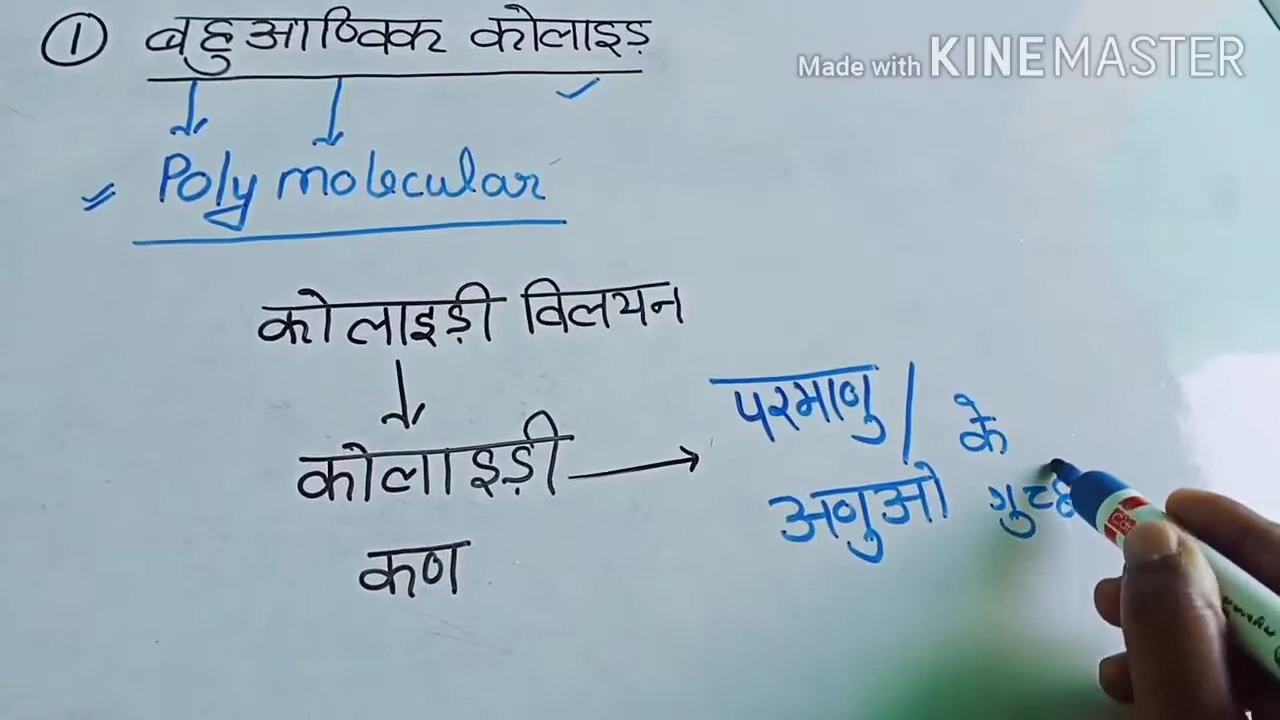 ① बहुआण्विक कोलाइड़
Made with KINEMASTER
Poly molecular
कोलाइड़ी विलयन
परमाणु / के
कोलाइड़ी
अणुओ गुच्छ
कण